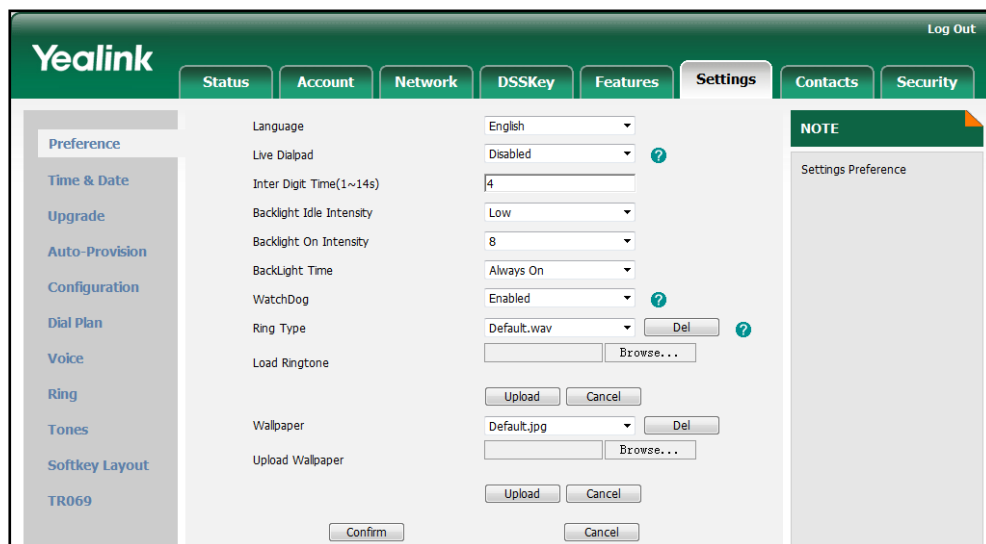 Log Out
Yealink
Status Account Network DSSKey Features Settings Contacts Security
Preference
Time & Date
Upgrade
Auto-Provision
Configuration
Dial Plan
Voice
Ring
Tones
Softkey Layout
TR069
Language English
Live Dialpad Disabled ?
Inter Digit Time(1~14s) 4
Backlight Idle Intensity Low
Backlight On Intensity 8
BackLight Time Always On
WatchDog Enabled ?
Ring Type Default.wav Del ?
Load Ringtone Browse...
Upload Cancel
Wallpaper Default.jpg Del
Upload Wallpaper Browse...
Upload Cancel
Confirm Cancel
NOTE
Settings Preference